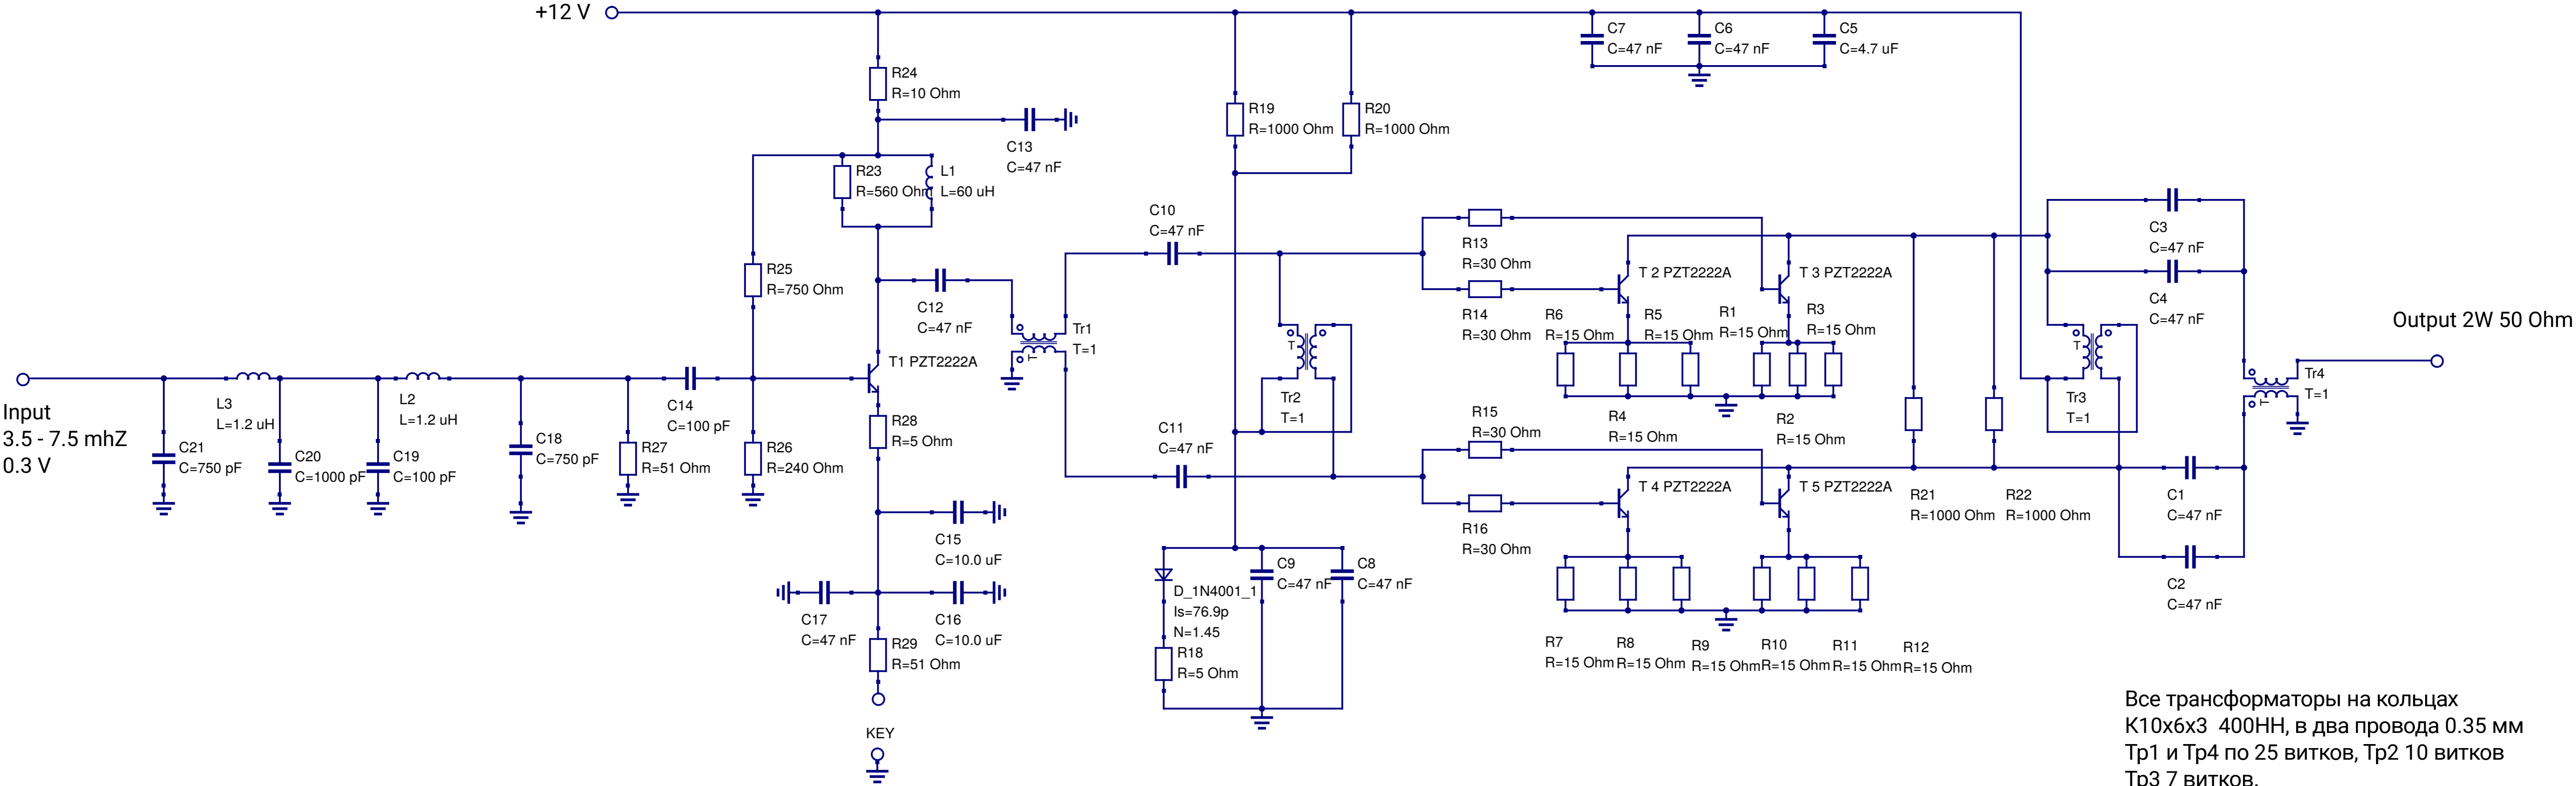 +12 V
C7
C=47 nF
C6
C=47 nF
C5
C=4.7 uF
R24
R=10 Ohm
C13
C=47 nF
R19
R=1000 Ohm
R20
R=1000 Ohm
R23
R=560 Ohm
L1
L=60 uH
R25
R=750 Ohm
C12
C=47 nF
C10
C=47 nF
R13
R=30 Ohm
R14
R=30 Ohm
T 2 PZT2222A
T 3 PZT2222A
R6
R=15 Ohm
R5
R=15 Ohm
R1
R=15 Ohm
R3
R=15 Ohm
C3
C=47 nF
C4
C=47 nF
Output 2W 50 Ohm
Tr1
T=1
T
T
Tr2
T=1
T
Tr3
T=1
T
Tr4
T=1
T1 PZT2222A
Input
3.5 - 7.5 mhZ
0.3 V
L3
L=1.2 uH
L2
L=1.2 uH
C21
C=750 pF
C20
C=1000 pF
C19
C=100 pF
C18
C=750 pF
R27
R=51 Ohm
C14
C=100 pF
R26
R=240 Ohm
R28
R=5 Ohm
C11
C=47 nF
R15
R=30 Ohm
R16
R=30 Ohm
R4
R=15 Ohm
R2
R=15 Ohm
T 4 PZT2222A
T 5 PZT2222A
R21
R=1000 Ohm
R22
R=1000 Ohm
C1
C=47 nF
C2
C=47 nF
C15
C=10.0 uF
C17
C=47 nF
C16
C=10.0 uF
R29
R=51 Ohm
KEY
D_1N4001_1
Is=76.9p
N=1.45
R18
R=5 Ohm
C9
C=47 nF
C8
C=47 nF
R7
R=15 Ohm
R8
R=15 Ohm
R9
R=15 Ohm
R10
R=15 Ohm
R11
R=15 Ohm
R12
R=15 Ohm
Все трансформаторы на кольцах
К10х6х3 400НН, в два провода 0.35 мм
Тр1 и Тр4 по 25 витков, Тр2 10 витков
Тр3 7 витков.